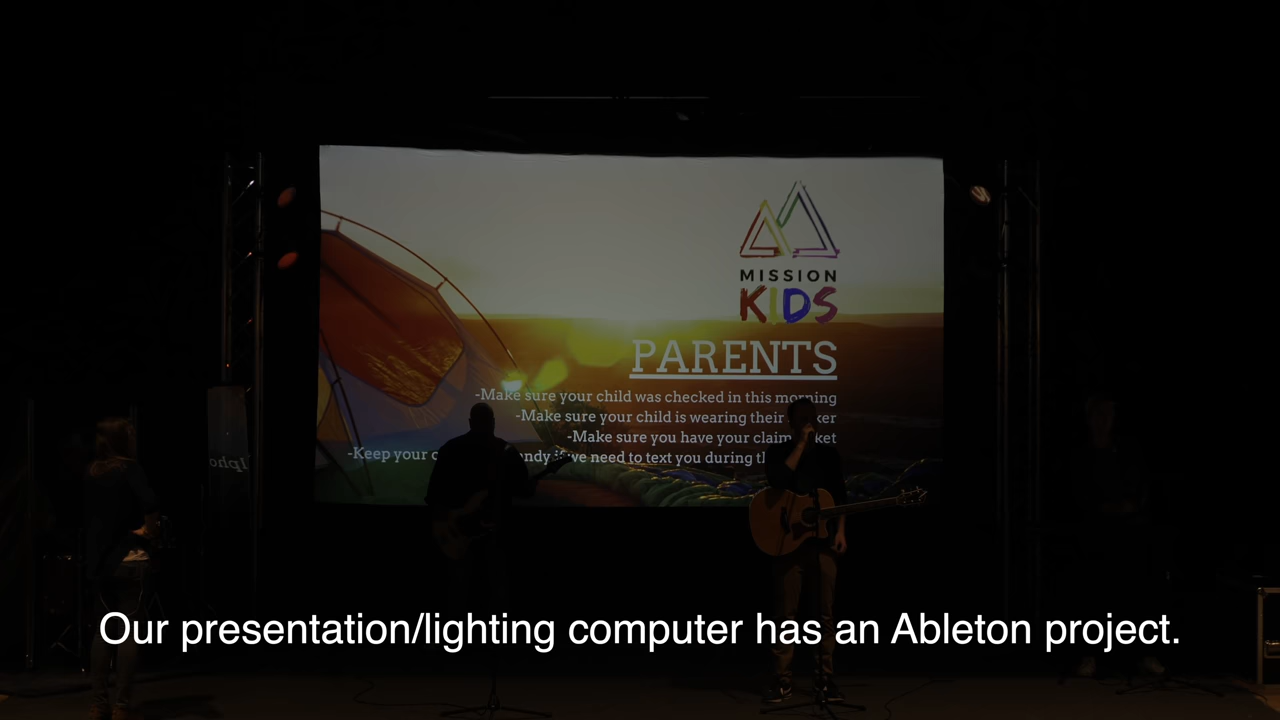 MISSION
KIDS
PARENTS
-Make sure your child was checked in this morning
-Make sure your child is wearing their
-Make sure you have your claim
-Keep your we need to text you during
Our presentation/lighting computer has an Ableton project.